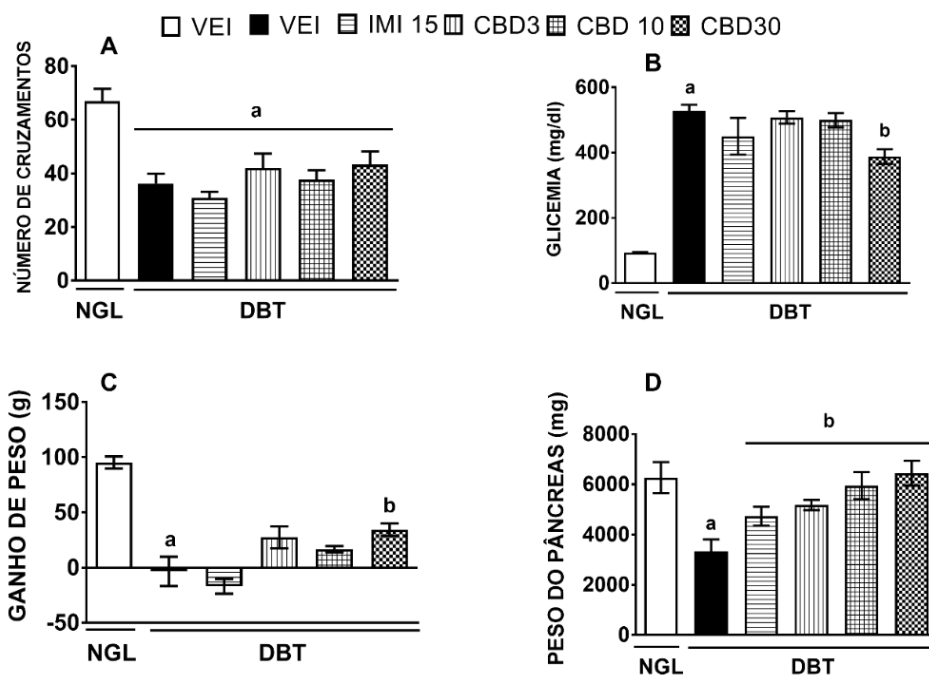 VEI VEI IMI 15 CBD3 CBD 10 CBD30
A
NÚMERO DE CRUZAMENTOS
80
60
40
20
0
a
NGL DBT
B
GLICEMIA (mg/dl)
600
400
200
0
a
b
NGL DBT
C
GANHO DE PESO (g)
150
100
50
0
-50
a
b
NGL DBT
D
PESO DO PÂNCREAS (mg)
8000
6000
4000
2000
0
a
b
NGL DBT